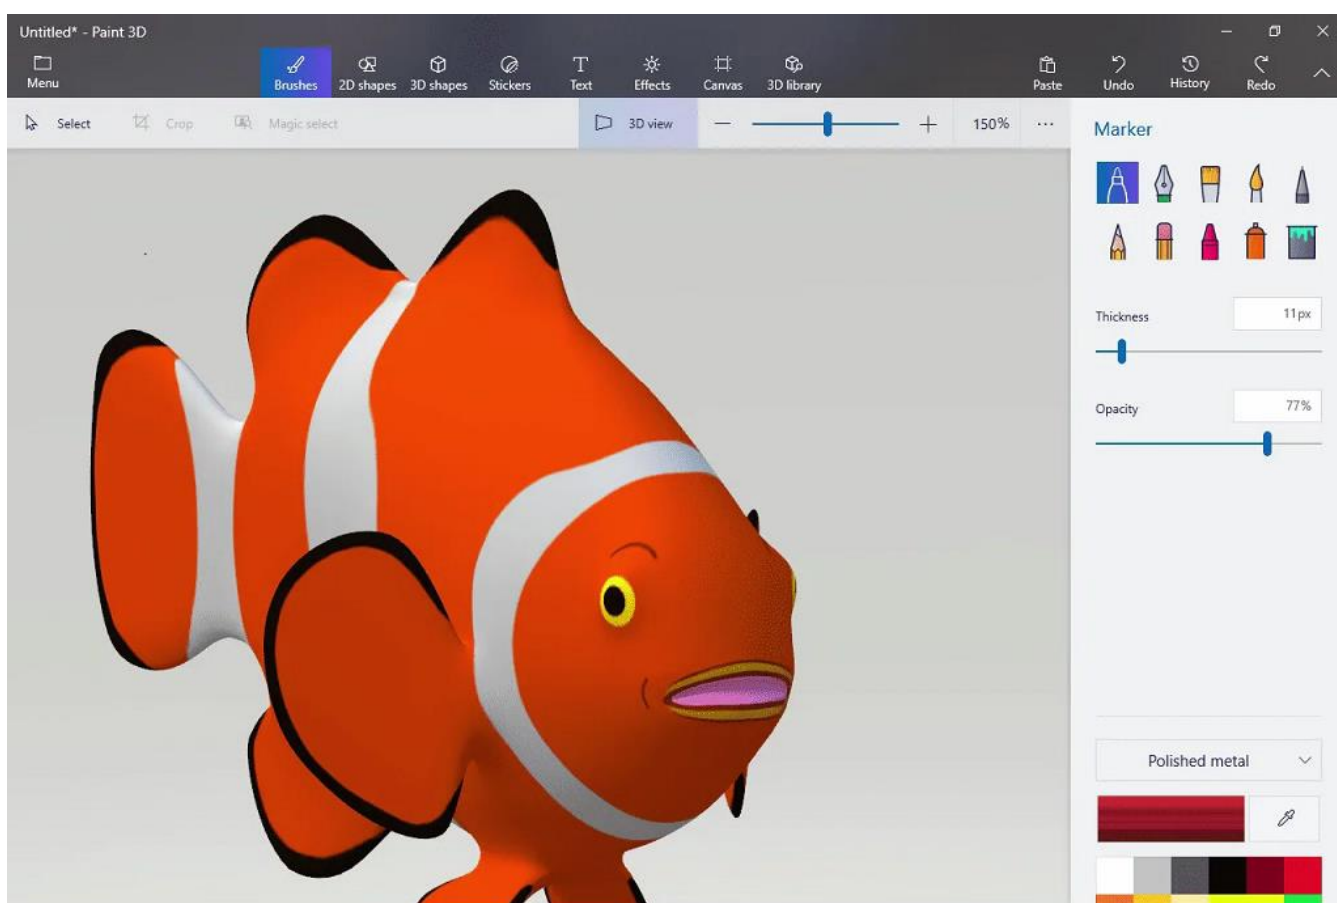 Untitled* - Paint 3D
Menu Brushes 2D shapes 3D shapes Stickers Text Effects Canvas 3D library Paste Undo History Redo
Select Crop Magic select 3D view 150%
Marker
Thickness 11px
Opacity 77%
Polished metal